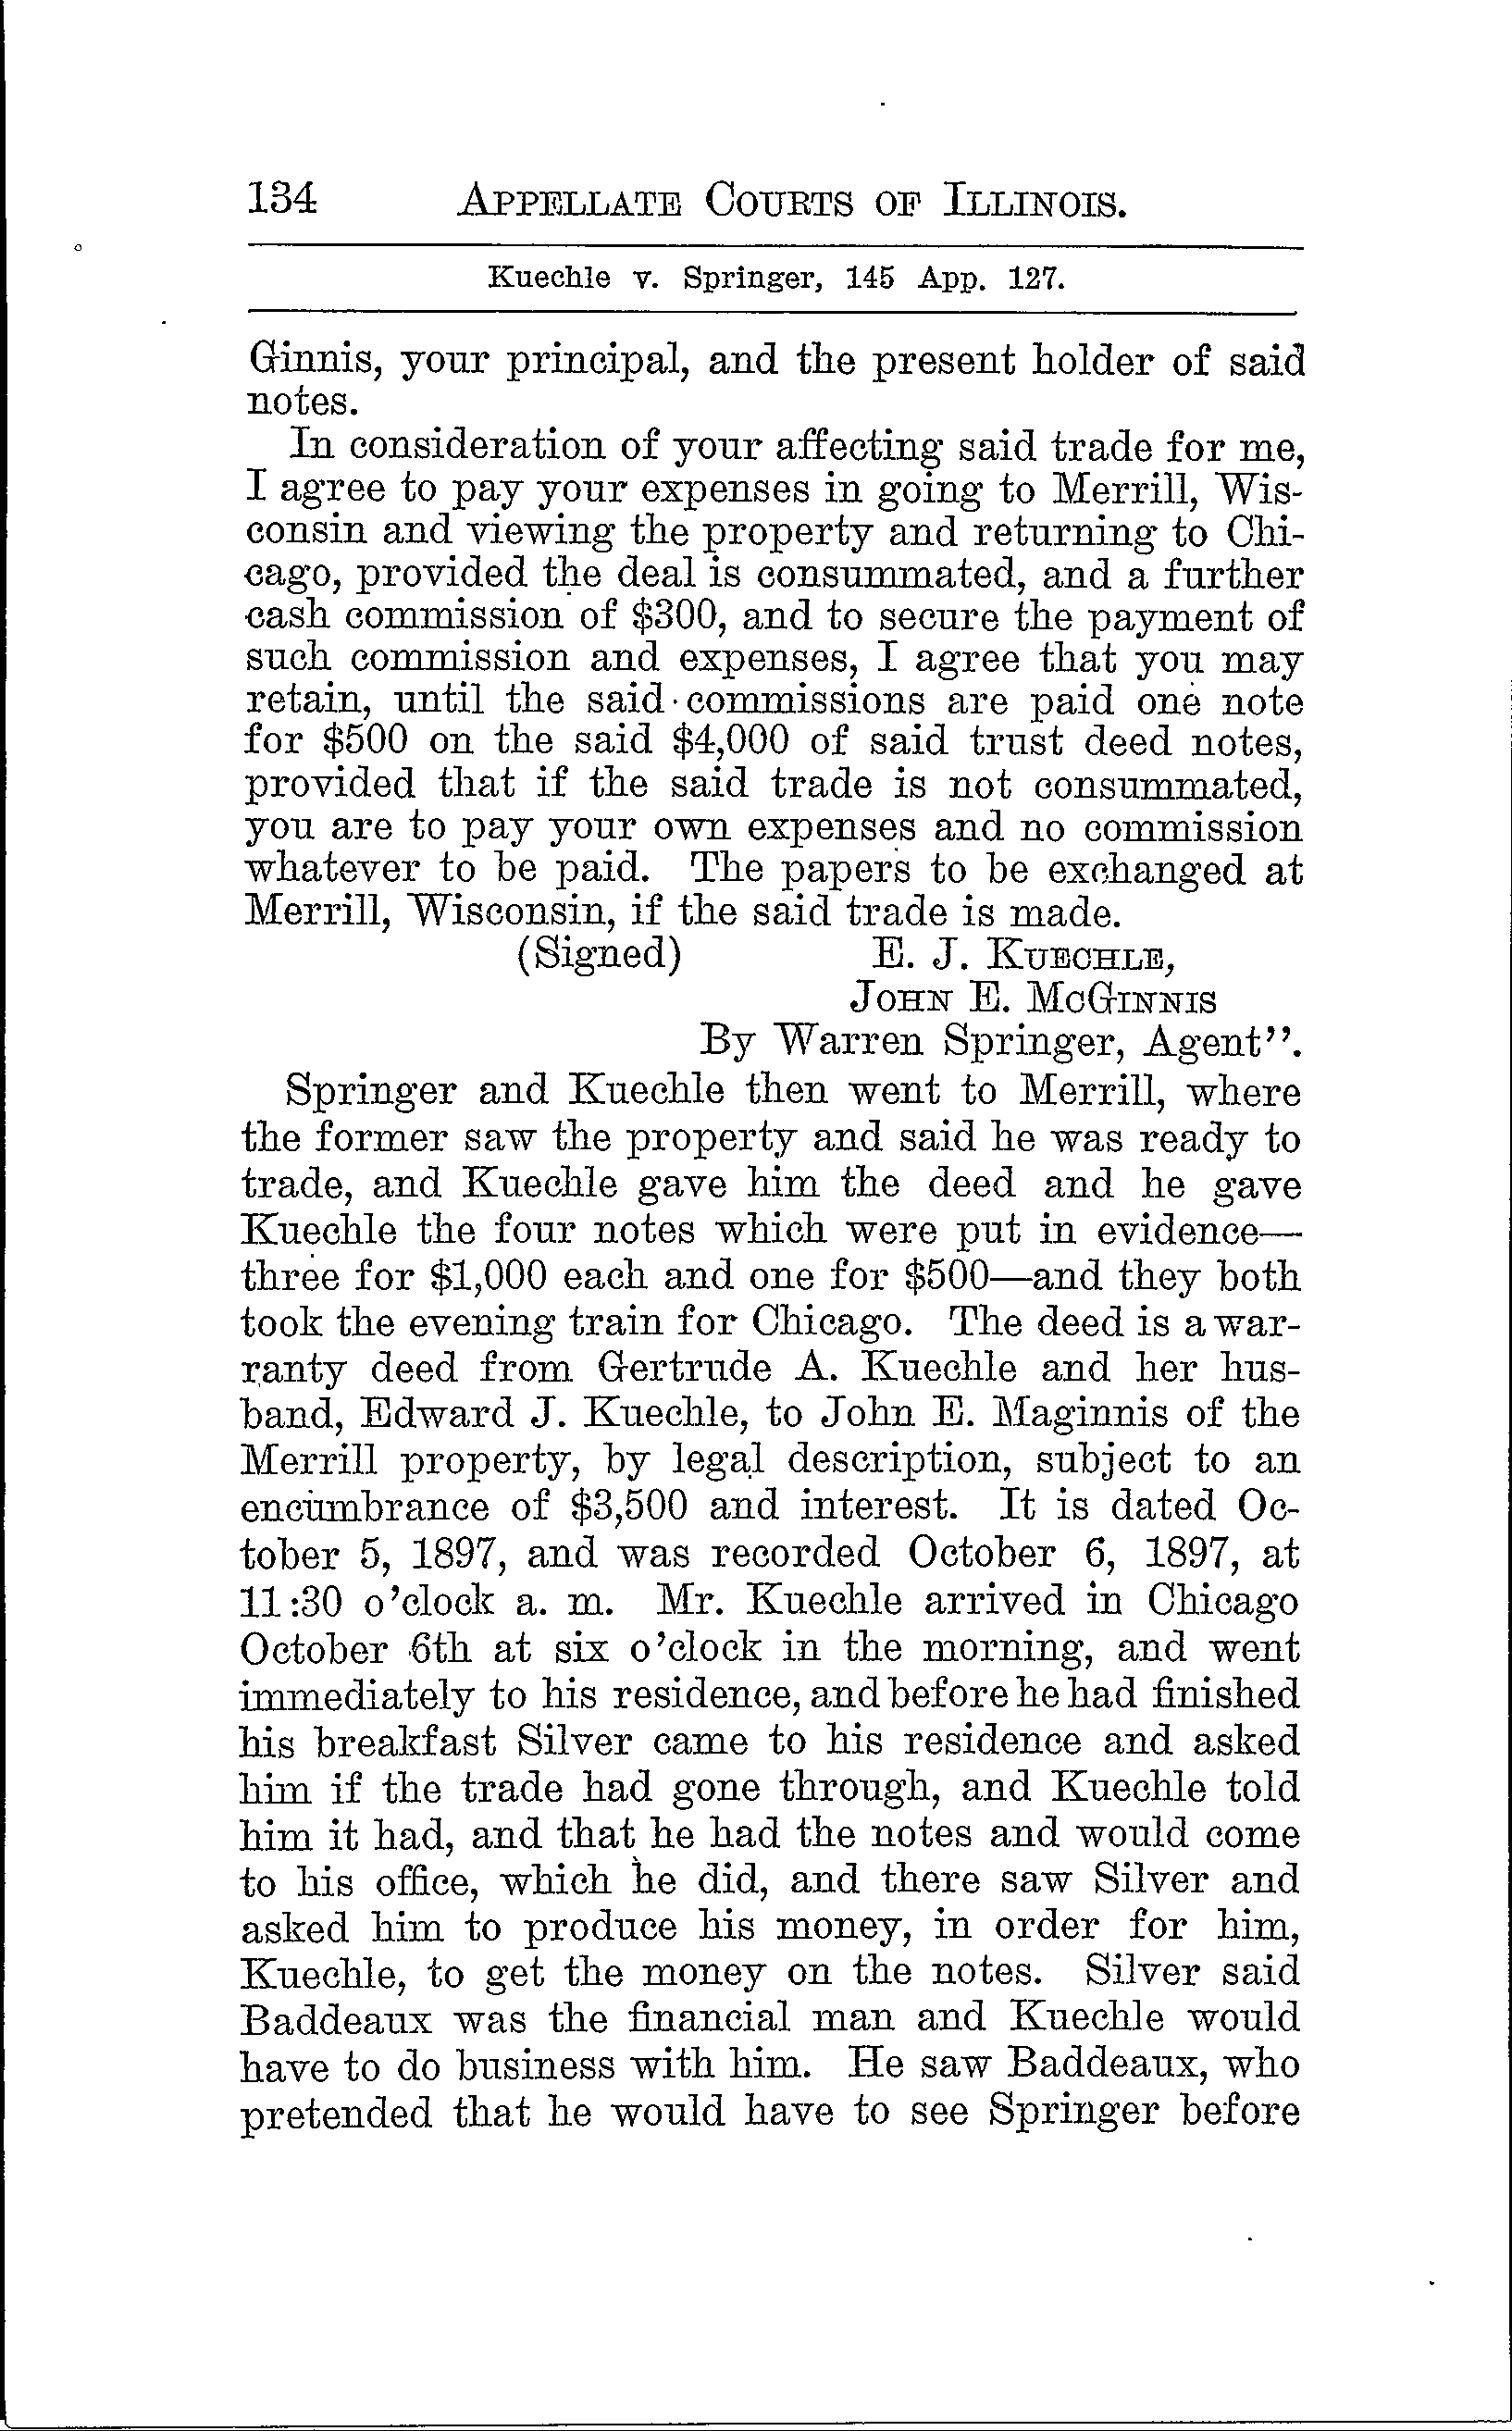 134 APPELLATE COURTS OF ILLINOIS.
Kuechle v. Springer, 145 App. 127.
Ginnis, your principal, and the present holder of said
notes.
In consideration of your affecting said trade for me,
I agree to pay your expenses in going to Merrill, Wis-
consin and viewing the property and returning to Chi-
cago, provided the deal is consummated, and a further
cash commission of $300, and to secure the payment of
such commission and expenses, I agree that you may
retain, until the said commissions are paid one note
for $500 on the said $4,000 of said trust deed notes,
provided that if the said trade is not consummated,
you are to pay your own expenses and no commission
whatever to be paid. The papers to be exchanged at
Merrill, Wisconsin, if the said trade is made.
(Signed) E. J. KUECHLE,
JOHN E. MCGINNIS
By Warren Springer, Agent”.
Springer and Kuechle then went to Merrill, where
the former saw the property and said he was ready to
trade, and Kuechle gave him the deed and he gave
Kuechle the four notes which were put in evidence—
three for $1,000 each and one for $500—and they both
took the evening train for Chicago. The deed is a war-
ranty deed from Gertrude A. Kuechle and her hus-
band, Edward J. Kuechle, to John E. Maginnis of the
Merrill property, by legal description, subject to an
encumbrance of $3,500 and interest. It is dated Oc-
tober 5, 1897, and was recorded October 6, 1897, at
11:30 o’clock a. m. Mr. Kuechle arrived in Chicago
October 6th at six o’clock in the morning, and went
immediately to his residence, and before he had finished
his breakfast Silver came to his residence and asked
him if the trade had gone through, and Kuechle told
him it had, and that he had the notes and would come
to his office, which he did, and there saw Silver and
asked him to produce his money, in order for him,
Kuechle, to get the money on the notes. Silver said
Baddeaux was the financial man and Kuechle would
have to do business with him. He saw Baddeaux, who
pretended that he would have to see Springer before